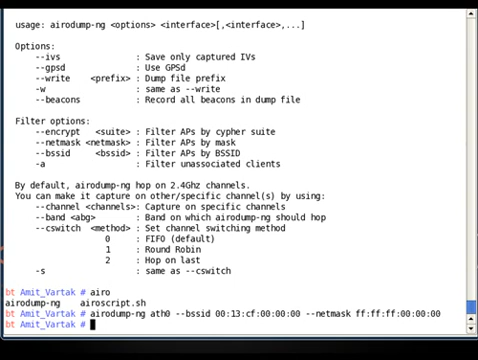 usage: airodump-ng <options> <interface>[,<interface>,...]
Options:
--ivs : Save only captured IVs
--gpsd : Use GPSd
--write <prefix> : Dump file prefix
-w : same as --write
--beacons : Record all beacons in dump file
Filter options:
--encrypt <suite> : Filter APs by cypher suite
--netmask <netmask> : Filter APs by mask
--bssid <bssid> : Filter APs by BSSID
-a : Filter unassociated clients
By default, airodump-ng hop on 2.4Ghz channels.
You can make it capture on other/specific channel(s) by using:
--channel <channels>: Capture on specific channels
--band <abg> : Band on which airodump-ng should hop
--cswitch <method> : Set channel switching method
0 : FIFO (default)
1 : Round Robin
2 : Hop on last
-s : same as --cswitch
bt Amit_Vartak # airo
airodump-ng airoscript.sh
bt Amit_Vartak # airodump-ng ath0 --bssid 00:13:cf:00:00:00 --netmask ff:ff:ff:00:00:00
bt Amit_Vartak #